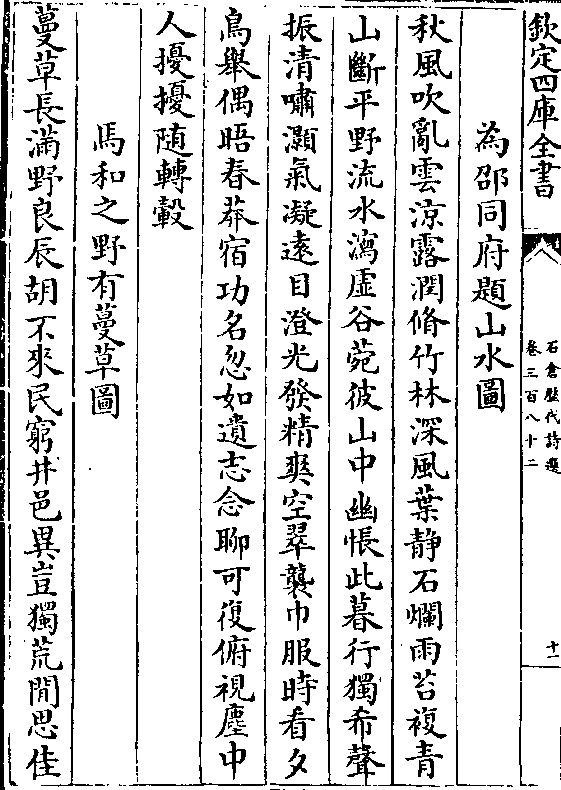 欽定四庫全書
石倉歴代詩選
卷三百八十二
十一
為邵同府題山水圖
秋風吹亂雲涼露潤脩竹林深風葉静石爛雨苔複青
山斷平野流水瀉虛谷菀彼山中幽悵此暮行獨希聲
振清嘯灝氣凝遠目澄光發精爽空翠襲巾服時看夕
鳥舉偶晤春莽宿功名忽如遺志念聊可復俯視塵中
人擾擾随轉轂
馬和之野有蔓草圖
蔓草長滿野良辰胡不來民窮井邑異豈獨荒閒思佳